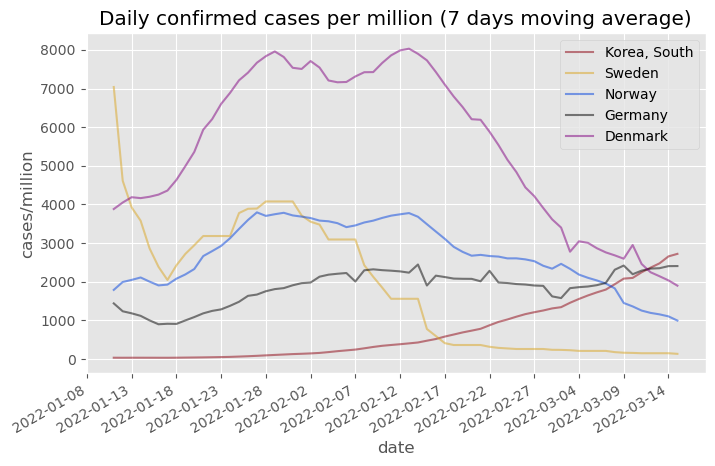 Daily confirmed cases per million (7 days moving average)
Korea, South
Sweden
Norway
Germany
Denmark
cases/million
8000
7000
6000
5000
4000
3000
2000
1000
0
2022-01-08
2022-01-13
2022-01-18
2022-01-23
2022-01-28
2022-02-02
2022-02-07
2022-02-12
2022-02-17
2022-02-22
2022-02-27
2022-03-04
2022-03-09
2022-03-14
date